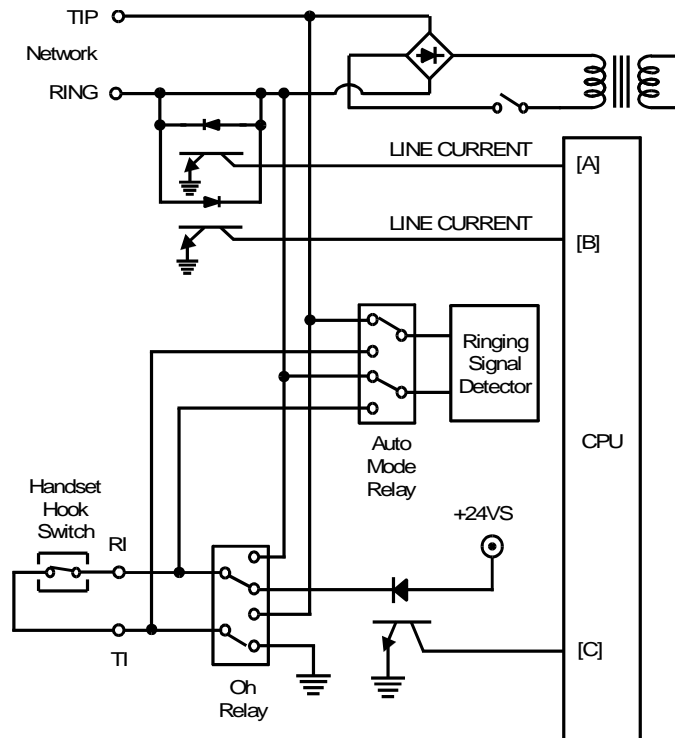 TIP
Network
RING
LINE CURRENT
[A]
LINE CURRENT
[B]
Ringing
Signal
Detector
Auto
Mode
Relay
CPU
Handset
Hook
Switch
RI
+24VS
TI
[C]
Oh
Relay